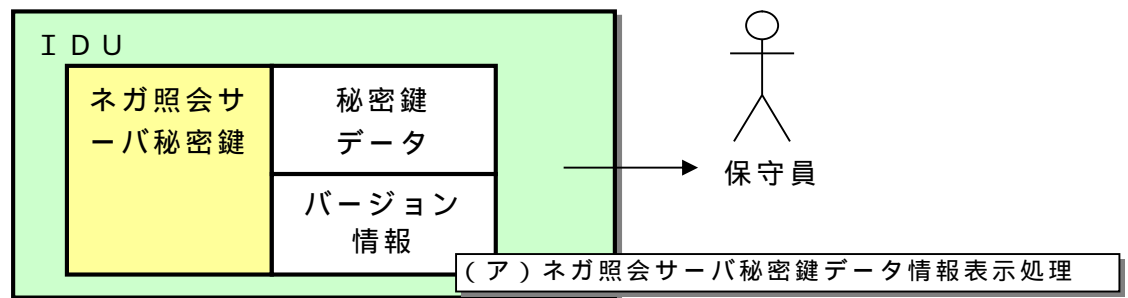 ＩＤＵ
ネガ照会サ
ーバ秘密鍵
秘密鍵
データ
バージョン
情報
保守員
（ア）ネガ照会サーバ秘密鍵データ情報表示処理